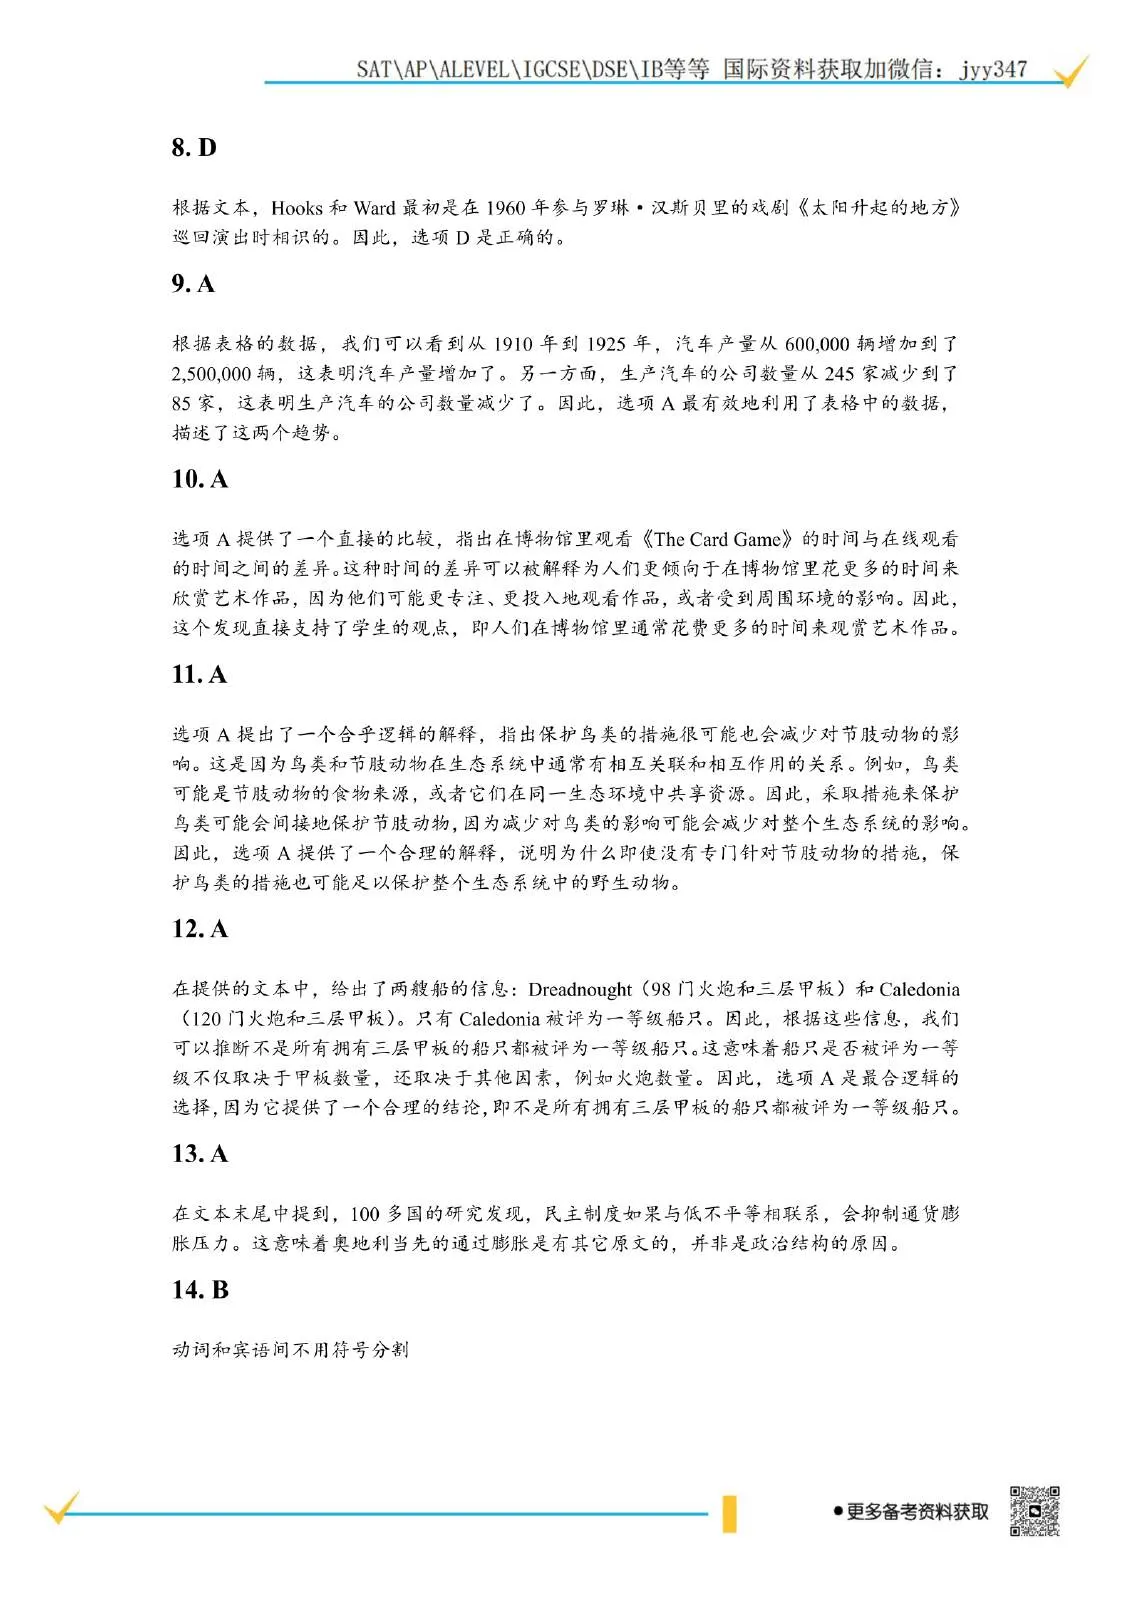 SAT\AP\ALEVEL\IGCSE\DSE\IB等等 国际资料获取加微信：jyy347
8. D
根据文本，Hooks 和 Ward 最初是在 1960 年参与罗琳·汉斯贝里的戏剧《太阳升起的地方》
巡回演出时相识的。因此，选项 D 是正确的。
9. A
根据表格的数据，我们可以看到从 1910 年到 1925 年，汽车产量从 600,000 辆增加到了
2,500,000 辆，这表明汽车产量增加了。另一方面，生产汽车的公司数量从 245 家减少到了
85 家，这表明生产汽车的公司数量减少了。因此，选项 A 最有效地利用了表格中的数据，
描述了这两个趋势。
10. A
选项 A 提供了一个直接的比较，指出在博物馆里观看《The Card Game》的时间与在线观看
的时间之间的差异。这种时间的差异可以被解释为人们更倾向于在博物馆里花更多的时间来
欣赏艺术作品，因为他们可能更专注、更投入地观看作品，或者受到周围环境的影响。因此，
这个发现直接支持了学生的观点，即人们在博物馆里通常花费更多的时间来观赏艺术作品。
11. A
选项 A 提出了一个合乎逻辑的解释，指出保护鸟类的措施很可能也会减少对节肢动物的影
响。这是因为鸟类和节肢动物在生态系统中通常有相互关联和相互作用的关系。例如，鸟类
可能是节肢动物的食物来源，或者它们在同一生态环境中共享资源。因此，采取措施来保护
鸟类可能会间接地保护节肢动物，因为减少对鸟类的影响可能会减少对整个生态系统的影响。
因此，选项 A 提供了一个合理的解释，说明为什么即使没有专门针对节肢动物的措施，保
护鸟类的措施也可能足以保护整个生态系统中的野生动物。
12. A
在提供的文本中，给出了两艘船的信息：Dreadnought（98 门火炮和三层甲板）和 Caledonia
（120 门火炮和三层甲板）。只有 Caledonia 被评为一等级船只。因此，根据这些信息，我们
可以推断不是所有拥有三层甲板的船只都被评为一等级船只。这意味着船只是否被评为一等
级不仅取决于甲板数量，还取决于其他因素，例如火炮数量。因此，选项 A 是最合逻辑的
选择，因为它提供了一个合理的结论，即不是所有拥有三层甲板的船只都被评为一等级船只。
13. A
在文本末尾中提到，100 多国的研究发现，民主制度如果与低不平等相联系，会抑制通货膨
胀压力。这意味着奥地利当先的通过膨胀是有其它原文的，并非是政治结构的原因。
14. B
动词和宾语间不用符号分割
●更多备考资料获取